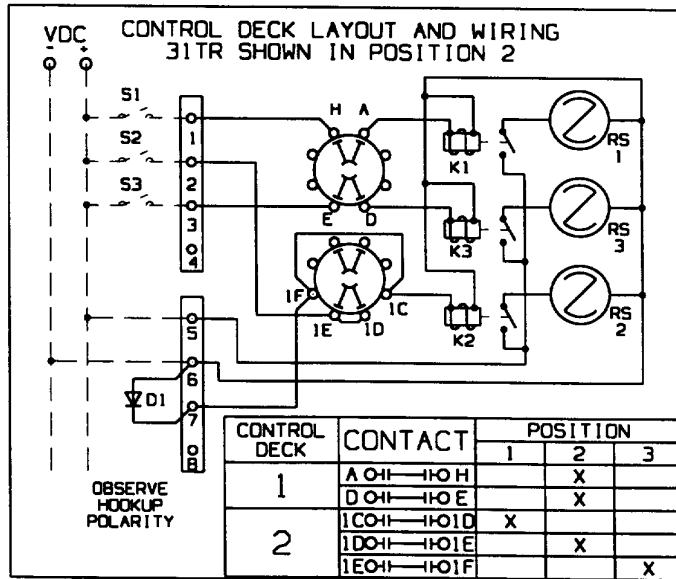 CONTROL DECK LAYOUT AND WIRING
31TR SHOWN IN POSITION 2
VDC
- +
S1
S2
S3
1
2
3
4
5
6
7
8
H A
E D
1F 1C
1E 1D
K1
K3
K2
RS 1
RS 3
RS 2
D1
OBSERVE
HOOKUP
POLARITY
CONTROL DECK CONTACT POSITION
1 2 3
1 A H X
D E X
2 1C 1D X
1D 1E X
1E 1F X